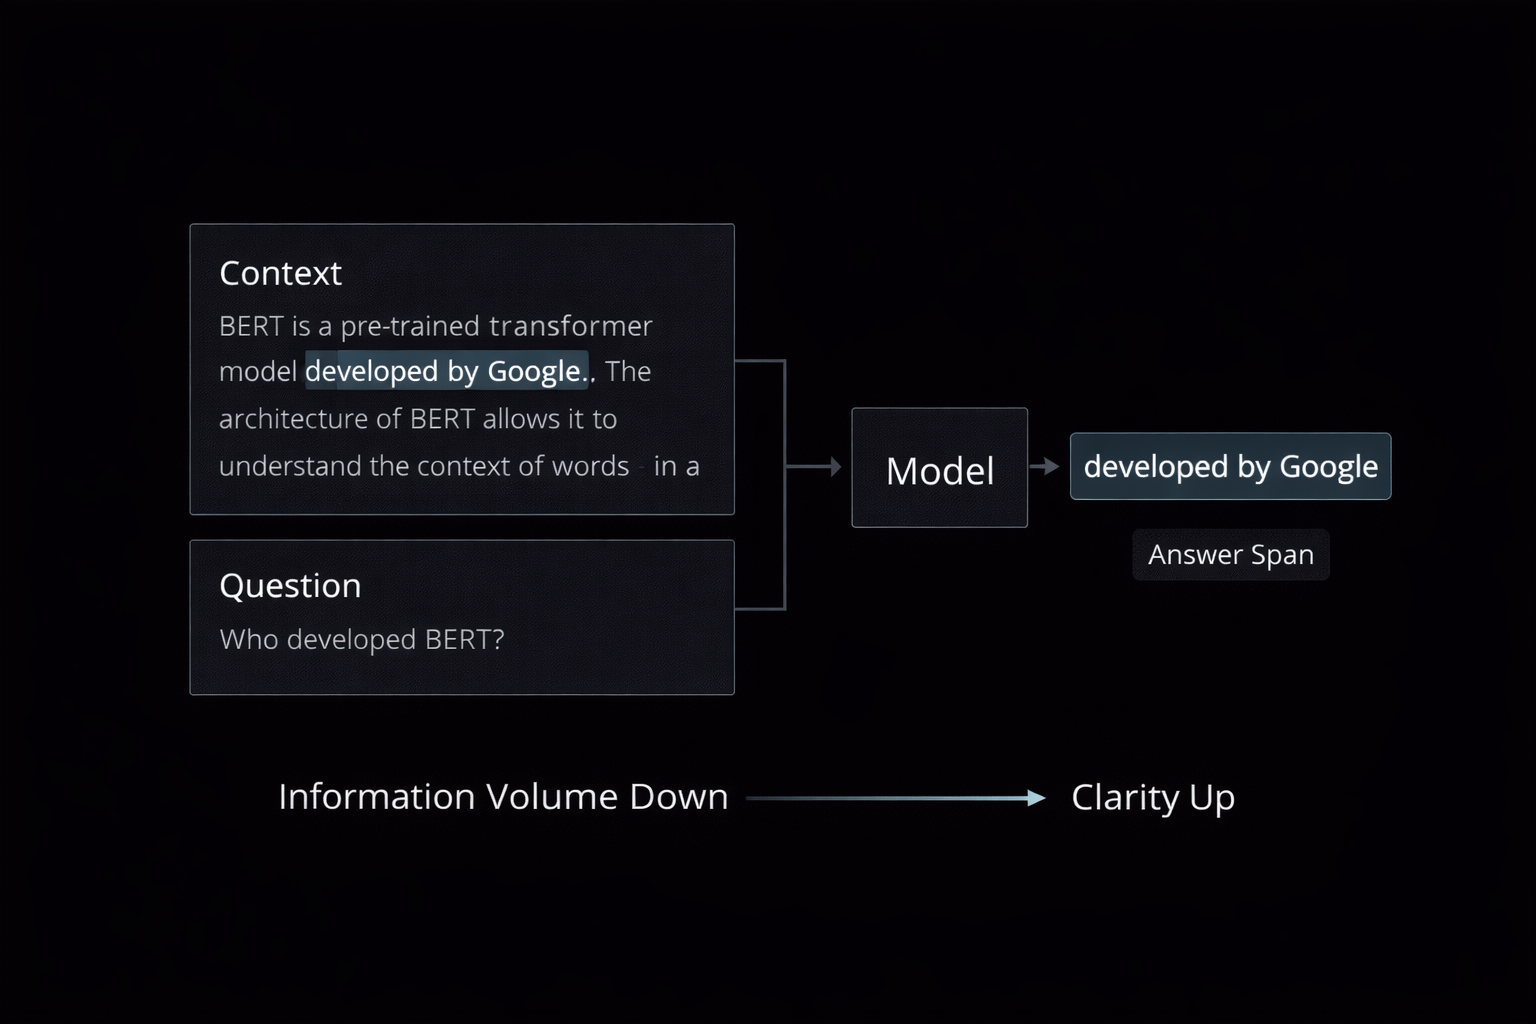 Context
BERT is a pre-trained transformer
model developed by Google., The
architecture of BERT allows it to
understand the context of words - in a
Question
Who developed BERT?
Model
developed by Google
Answer Span
Information Volume Down
Clarity Up